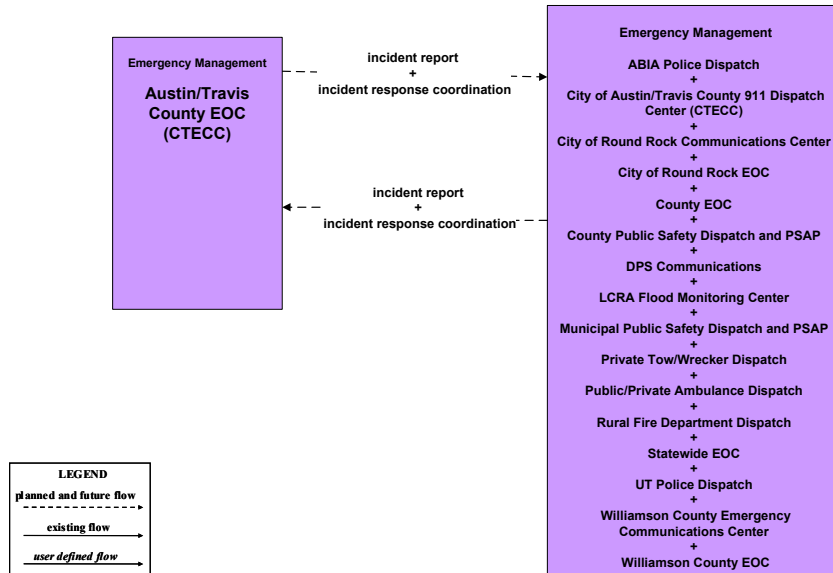 Emergency Management
Austin/Travis
County EOC
(CTECC)
incident report
+
incident response coordination
incident report
+
incident response coordination
Emergency Management
ABIA Police Dispatch
+
City of Austin/Travis County 911 Dispatch
Center (CTECC)
+
City of Round Rock Communications Center
+
City of Round Rock EOC
+
County EOC
+
County Public Safety Dispatch and PSAP
+
DPS Communications
+
LCRA Flood Monitoring Center
+
Municipal Public Safety Dispatch and PSAP
+
Private Tow/Wrecker Dispatch
+
Public/Private Ambulance Dispatch
+
Rural Fire Department Dispatch
+
Statewide EOC
+
UT Police Dispatch
+
Williamson County Emergency
Communications Center
+
Williamson County EOC
LEGEND
planned and future flow
existing flow
user defined flow